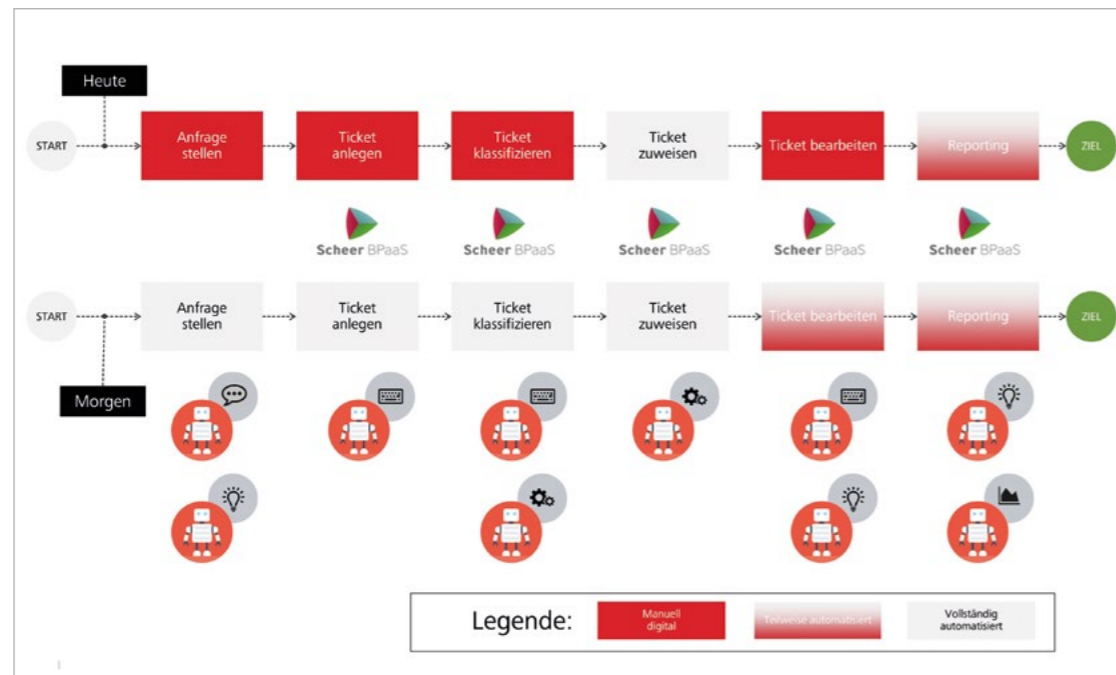 Heute
START
Anfrage
stellen
Ticket
anlegen
Ticket
klassifizieren
Ticket
zuweisen
Ticket bearbeiten
Reporting
ZIEL
Scheer BPaaS
Scheer BPaaS
Scheer BPaaS
Scheer BPaaS
Scheer BPaaS
START
Anfrage
stellen
Ticket
anlegen
Ticket
klassifizieren
Ticket
zuweisen
Ticket bearbeiten
Reporting
ZIEL
Morgen
Legende:
Manuell
digital
Teilweise automatisiert
Vollständig
automatisiert